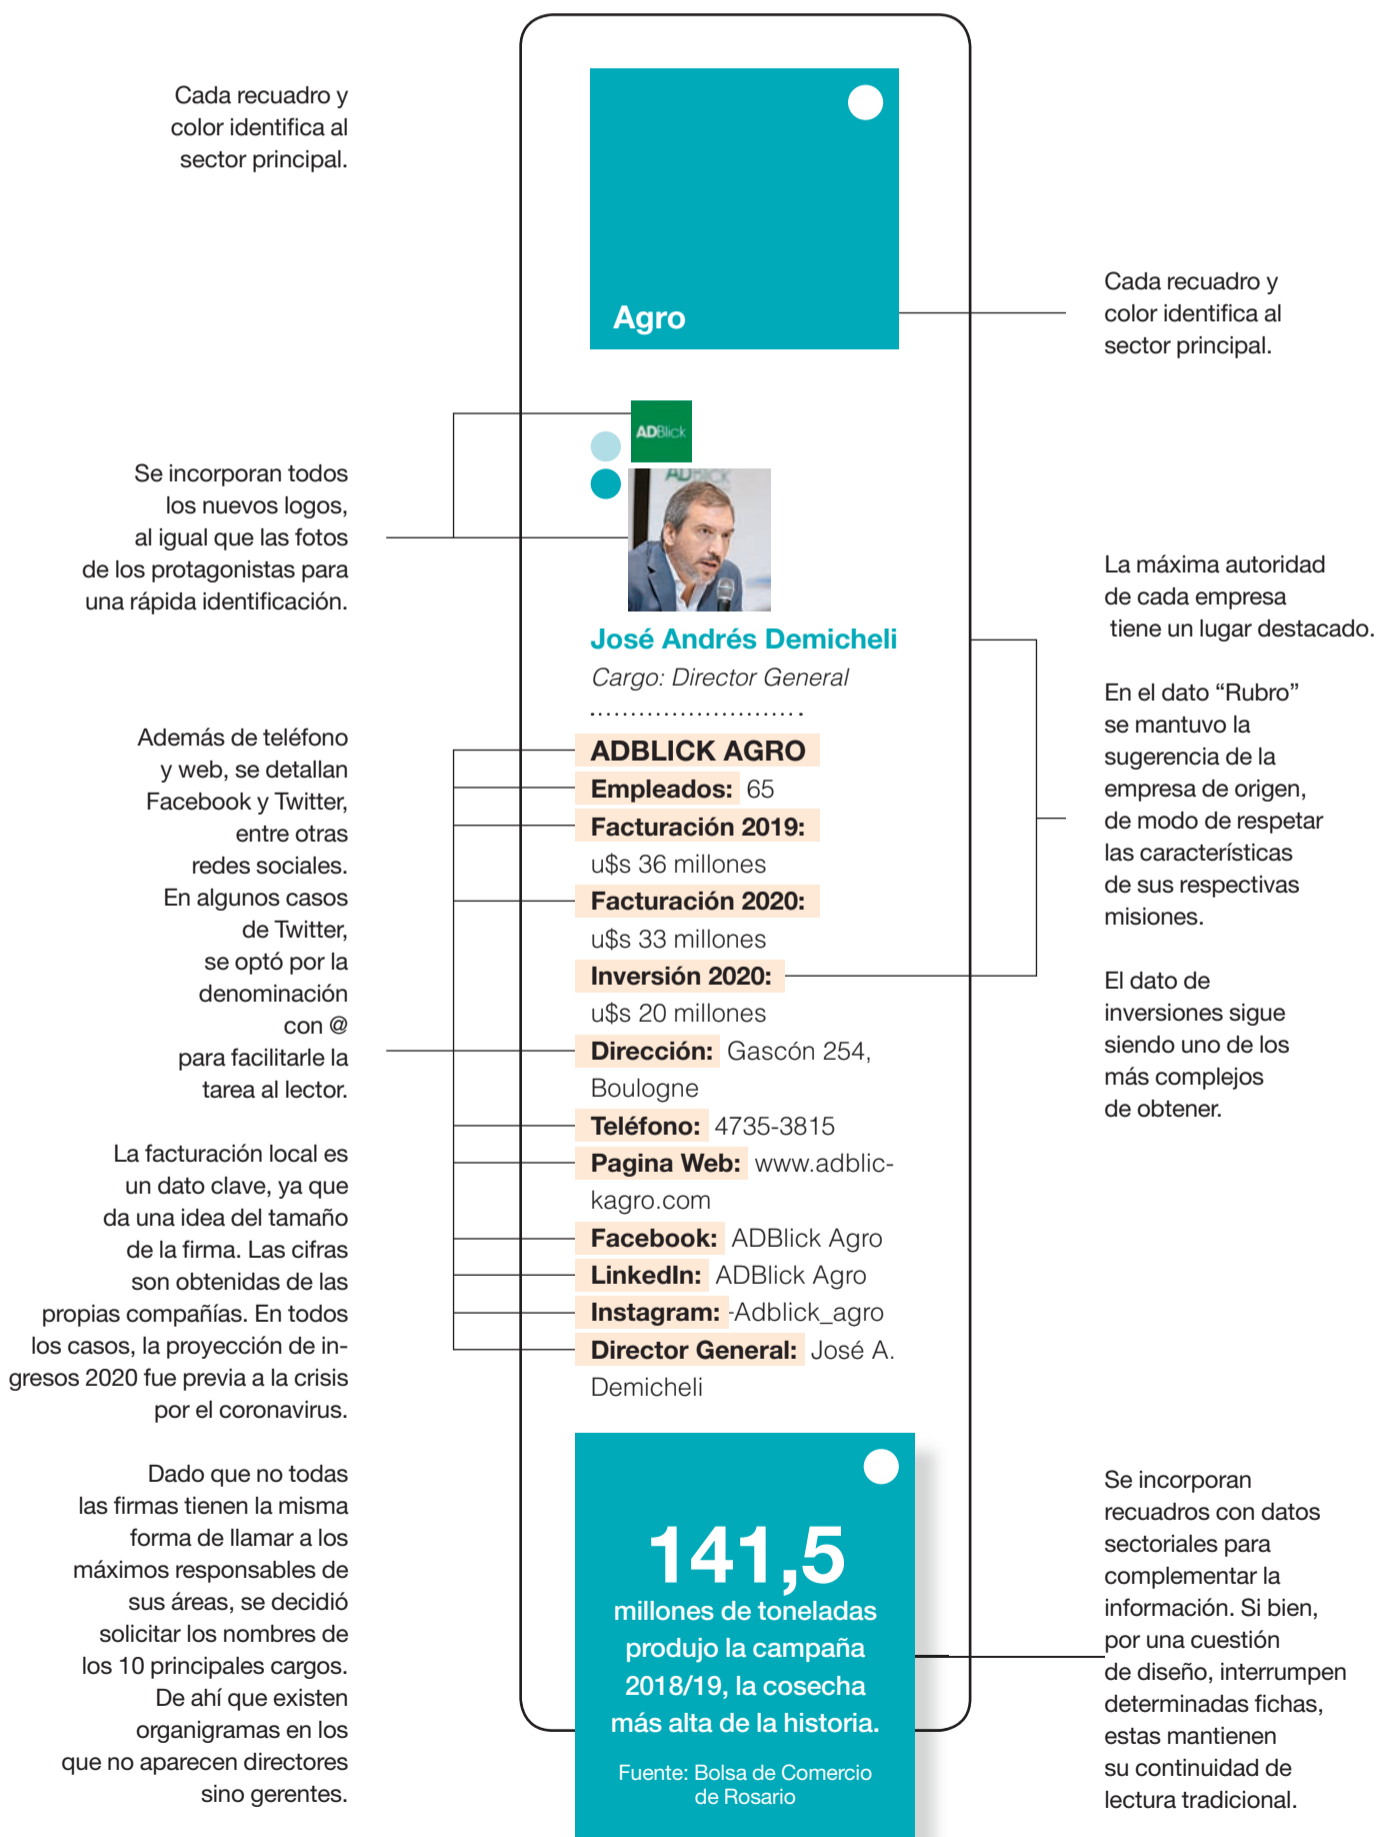 Cada recuadro y
color identifica al
sector principal.
Se incorporan todos
los nuevos logos,
al igual que las fotos
de los protagonistas para
una rápida identificación.
Además de teléfono
y web, se detallan
Facebook y Twitter,
entre otras
redes sociales.
En algunos casos
de Twitter,
se optó por la
denominación
con @
para facilitarle la
tarea al lector.
La facturación local es
un dato clave, ya que
da una idea del tamaño
de la firma. Las cifras
son obtenidas de las
propias compañías. En todos
los casos, la proyección de in-
gresos 2020 fue previa a la crisis
por el coronavirus.
Dado que no todas
las firmas tienen la misma
forma de llamar a los
máximos responsables de
sus áreas, se decidió
solicitar los nombres de
los 10 principales cargos.
De ahí que existen
organigramas en los
que no aparecen directores
sino gerentes.
Agro
ADBlick
ADBLICK
José Andrés Demicheli
Cargo: Director General
ADBLICK AGRO
Empleados: 65
Facturación 2019:
u$s 36 millones
Facturación 2020:
u$s 33 millones
Inversión 2020:
u$s 20 millones
Dirección: Gascón 254,
Boulogne
Teléfono: 4735-3815
Pagina Web: www.adblic-
kagro.com
Facebook: ADBlick Agro
LinkedIn: ADBlick Agro
Instagram: -Adblick_agro
Director General: José A.
Demicheli
141,5
millones de toneladas
produjo la campaña
2018/19, la cosecha
más alta de la historia.
Fuente: Bolsa de Comercio
de Rosario
Cada recuadro y
color identifica al
sector principal.
La máxima autoridad
de cada empresa
tiene un lugar destacado.
En el dato “Rubro”
se mantuvo la
sugerencia de la
empresa de origen,
de modo de respetar
las características
de sus respectivas
misiones.
El dato de
inversiones sigue
siendo uno de los
más complejos
de obtener.
Se incorporan
recuadros con datos
sectoriales para
complementar la
información. Si bien,
por una cuestión
de diseño, interrumpen
determinadas fichas,
estas mantienen
su continuidad de
lectura tradicional.